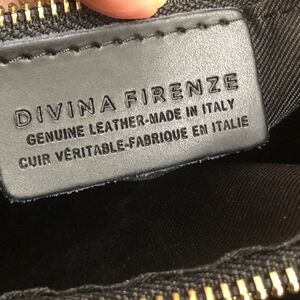 DIVINA FIRENZE
GENUINE LEATHER-MADE IN ITALY
CUIR VÉRITABLE-FABRIQUE EN ITALIE